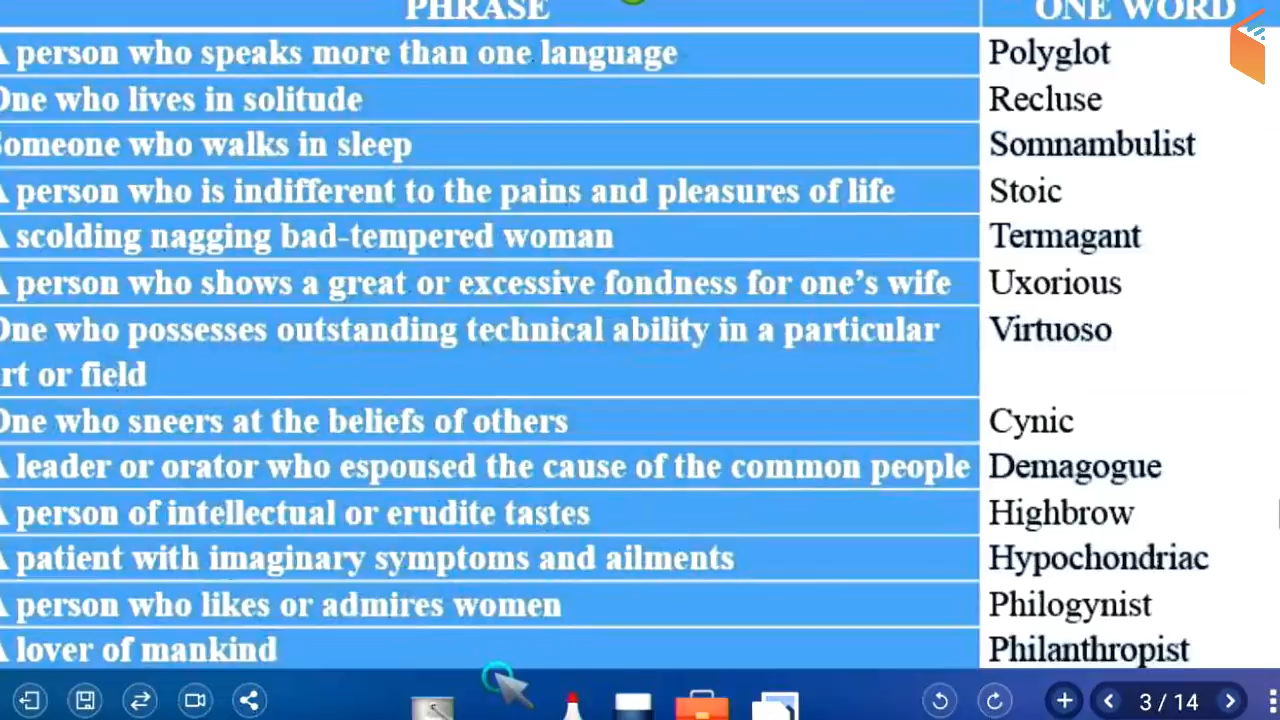 PHRASE ONE WORD
A person who speaks more than one language Polyglot
One who lives in solitude Recluse
Someone who walks in sleep Somnambulist
A person who is indifferent to the pains and pleasures of life Stoic
A scolding nagging bad-tempered woman Termagant
A person who shows a great or excessive fondness for one's wife Uxorious
One who possesses outstanding technical ability in a particular Virtuoso
rt or field
One who sneers at the beliefs of others Cynic
A leader or orator who espoused the cause of the common people Demagogue
A person of intellectual or erudite tastes Highbrow
A patient with imaginary symptoms and ailments Hypochondriac
A person who likes or admires women Philogynist
A lover of mankind Philanthropist
3 / 14